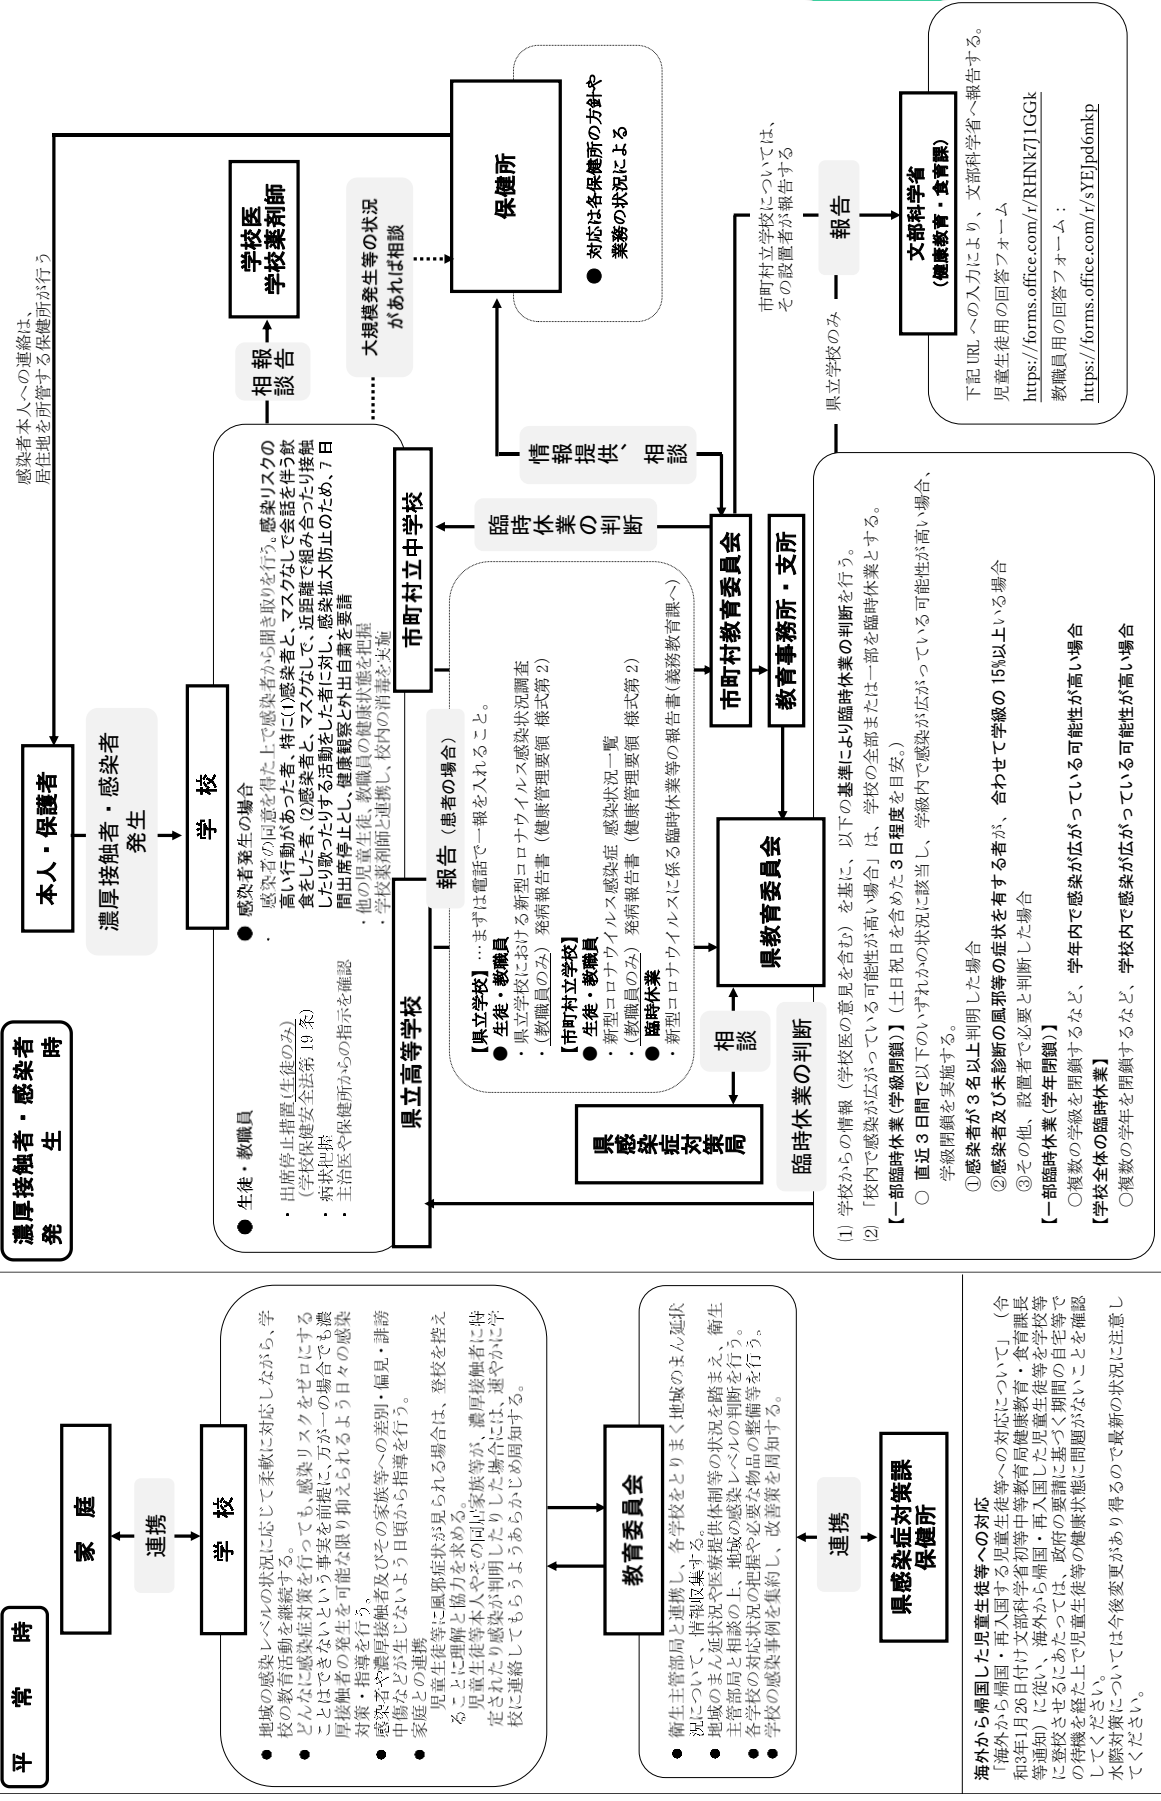 平　常　時
家　庭
連携
学　校
● 地域の感染レベルの状況に応じて柔軟に対応しながら、学
校の教育活動を継続する。
● どんなに感染症対策を行っても、感染リスクをゼロにする
ことはできないという事実を前提に、万が一の場合でも濃
厚接触者の発生を可能な限り抑えられるよう日々の感染
対策・指導を行う。
● 感染者や濃厚接触者及びその家族等への差別・偏見・誹謗
中傷などが生じないよう日頃から指導を行う。
● 家庭との連携
児童生徒等に風邪症状が見られる場合は、登校を控え
ることに理解と協力を求める。
児童生徒等本人やその同居家族等が、濃厚接触者に特
定されたり感染が判明したりした場合には、速やかに学
校に連絡してもらうようあらかじめ周知する。
教育委員会
● 衛生主管部局と連携し、各学校をとりまく地域のまん延状
況について、情報収集する。
● 地域のまん延状況や医療提供体制等の状況を踏まえ、衛生
主管部局と相談の上、地域の感染レベルの判断を行う。
● 各学校の対応状況の把握や必要な物品の整備等を行う。
● 学校の感染事例を集約し、改善策を周知する。
連携
県感染症対策課
保健所
海外から帰国した児童生徒等への対応
「海外から帰国・再入国する児童生徒等への対応について」（令
和3年1月26日付け文部科学省初等中等教育局健康教育・食育課長
等通知）に従い、海外から帰国・再入国した児童生徒等を学校等
に登校させるにあたっては、政府の要請に基づく期間の自宅等で
の待機を経た上で児童生徒等の健康状態に問題がないことを確認
してください。
水際対策については今後変更があり得るので最新の状況に注意し
てください。
濃厚接触者・感染者
発　生　時
感染者本人への連絡は、
居住地を所管する保健所が行う
本人・保護者
濃厚接触者・感染者
発生
学　校
● 生徒・教職員
・ 出席停止措置(生徒のみ)
（学校保健安全法第 19 条）
・ 病状把握
・ 主治医や保健所からの指示を確認
● 感染者発生の場合
・ 感染者の同意を得た上で感染者から聞き取りを行う。感染リスクの
高い行動があった者、特に(1)感染者と、マスクなしで会話を伴う飲
食をした者、(2)感染者と、マスクなしで、近距離で組み合ったり接触
したり歌ったりする活動をした者に対し、感染拡大防止のため、7 日
間出席停止とし、健康観察と外出自粛を要請
・他の児童生徒、教職員の健康状態を把握
・学校薬剤師と連携し、校内の消毒を実施
相 報
談 告
学校医
学校薬剤師
大規模発生等の状況
があれば相談
保健所
● 対応は各保健所の方針や
業務の状況による
県立高等学校
市町村立中学校
報告（患者の場合）
【県立学校】…まずは電話で一報を入れること。
● 生徒・教職員
・県立学校における新型コロナウイルス感染状況調査
・(教職員のみ) 発病報告書（健康管理要領 様式第 2）
【市町村立学校】
● 生徒・教職員
・新型コロナウイルス感染症 感染状況一覧
・(教職員のみ) 発病報告書（健康管理要領 様式第 2）
● 臨時休業
・新型コロナウイルスに係る臨時休業等の報告書(義務教育課へ)
臨時休業の判断
情報提供、
相談
市町村教育委員会
教育事務所・支所
市町村立学校については、
その設置者が報告する
県教育委員会
相談
県感染症対策局
臨時休業の判断
県立学校のみ
報告
文部科学省
(健康教育・食育課)
下記 URL への入力により、文部科学省へ報告する。
児童生徒用の回答フォーム
https://forms.office.com/r/RHNk7J1GGk
教職員用の回答フォーム：
https://forms.office.com/r/sYEJpd6mkp
(1) 学校からの情報（学校医の意見を含む）を基に、以下の基準により臨時休業の判断を行う。
(2) 「校内で感染が広がっている可能性が高い場合」は、学校の全部または一部を臨時休業とする。
【一部臨時休業(学級閉鎖)】（土日祝日を含めた３日程度を目安。）
○ 直近３日間で以下のいずれかの状況に該当し、学級内で感染が広がっている可能性が高い場合、
学級閉鎖を実施する。
①感染者が３名以上判明した場合
②感染者及び未診断の風邪等の症状を有する者が、合わせて学級の 15%以上いる場合
③その他、設置者で必要と判断した場合
【一部臨時休業(学年閉鎖)】
○複数の学級を閉鎖するなど、学年内で感染が広がっている可能性が高い場合
【学校全体の臨時休業】
○複数の学年を閉鎖するなど、学校内で感染が広がっている可能性が高い場合